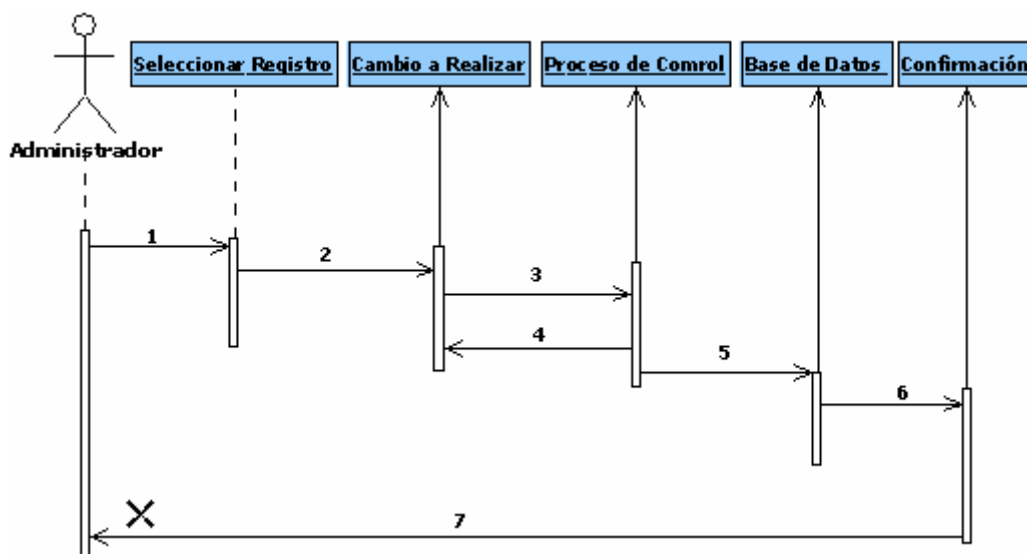 Seleccionar Registro
Cambio a Realizar
Proceso de Comrol
Base de Datos
Confirmación
Administrador
1
2
3
4
5
6
7